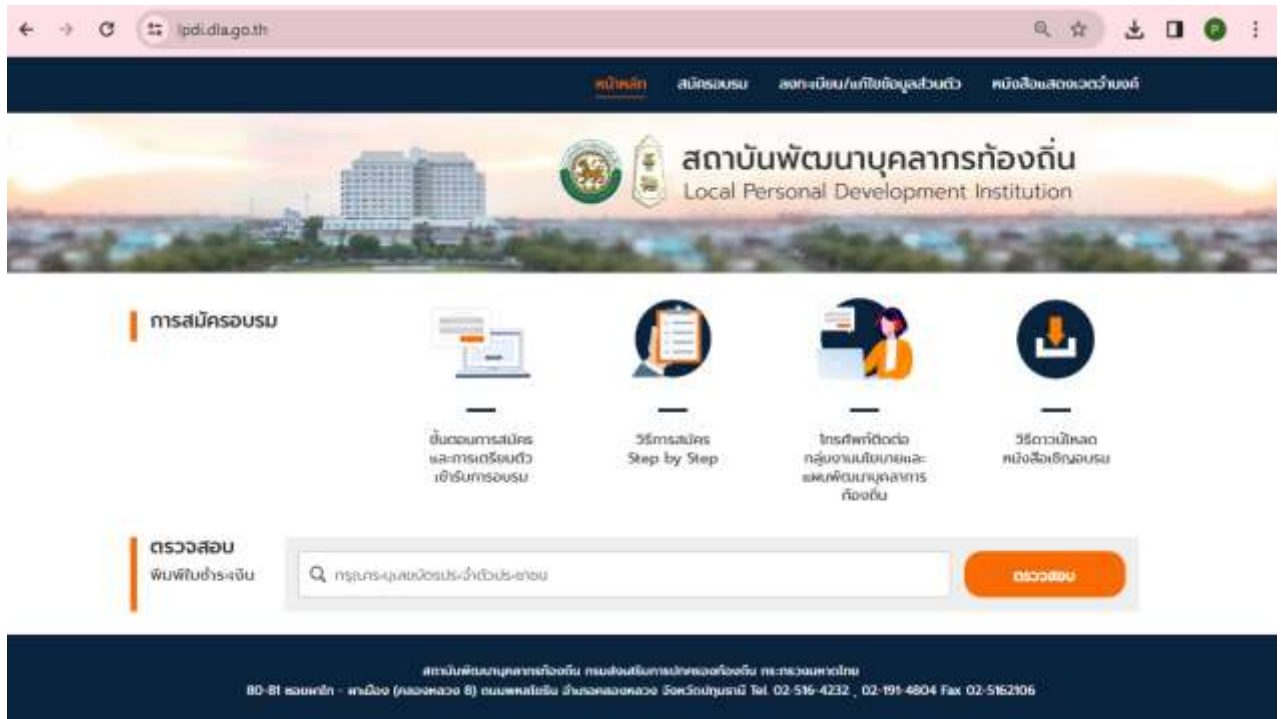 lpdi.dla.go.th
หน้าหลัก สมัครอบรม ลงทะเบียน/แก้ไขข้อมูลส่วนตัว หนังสือแสดงเจตจำนงค์
สถาบันพัฒนาบุคลากรท้องถิ่น
Local Personal Development Institution
การสมัครอบรม
ขั้นตอนการสมัคร
และการเตรียมตัว
เข้ารับการอบรม
วิธีการสมัคร
Step by Step
โทรศัพท์ติดต่อ
กลุ่มงานนโยบายและ
แผนพัฒนาบุคลาการ
ท้องถิ่น
วิธีดาวน์โหลด
หนังสือเชิญอบรม
ตรวจสอบ
พิมพ์ใบชำระเงิน
กรุณาระบุเลขบัตรประจำตัวประชาชน
ตรวจสอบ
สถาบันพัฒนาบุคลากรท้องถิ่น กรมส่งเสริมการปกครองท้องถิ่น กระทรวงมหาดไทย
80-81 ซอบหาโก - หาเมือง (คลองหลวง 8) ถนนพหลโยธิน อำเภอคลองหลวง จังหวัดปทุมธานี Tel. 02-516-4232 , 02-191-4804 Fax 02-5162106